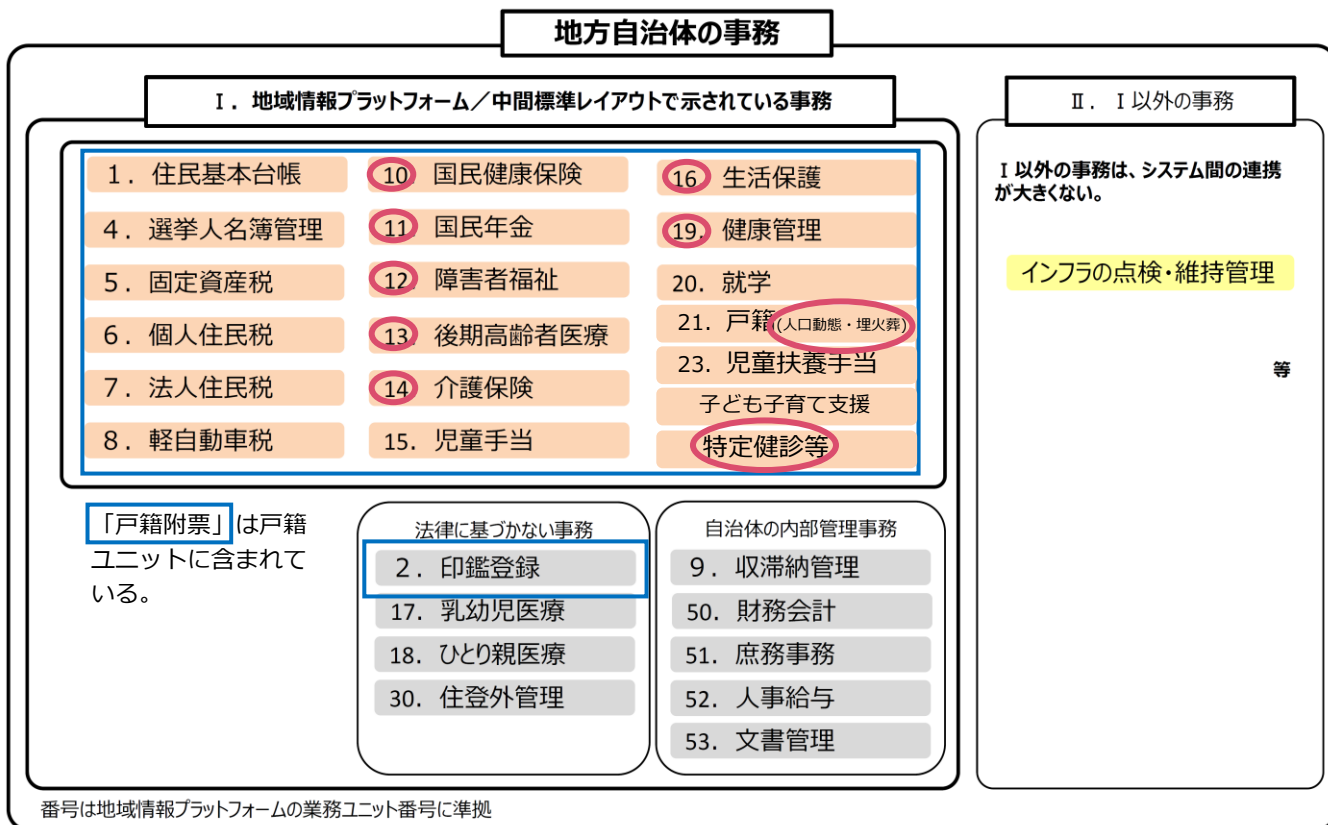 地方自治体の事務
Ⅰ. 地域情報プラットフォーム／中間標準レイアウトで示されている事務
1. 住民基本台帳
4. 選挙人名簿管理
5. 固定資産税
6. 個人住民税
7. 法人住民税
8. 軽自動車税
10. 国民健康保険
11. 国民年金
12. 障害者福祉
13. 後期高齢者医療
14. 介護保険
15. 児童手当
16. 生活保護
19. 健康管理
20. 就学
21. 戸籍(人口動態・埋火葬)
23. 児童扶養手当
子ども子育て支援
特定健診等
「戸籍附票」は戸籍
ユニットに含まれて
いる。
法律に基づかない事務
2. 印鑑登録
17. 乳幼児医療
18. ひとり親医療
30. 住登外管理
自治体の内部管理事務
9. 収滞納管理
50. 財務会計
51. 庶務事務
52. 人事給与
53. 文書管理
Ⅱ. Ⅰ以外の事務
Ⅰ以外の事務は、システム間の連携
が大きくない。
インフラの点検・維持管理
等
番号は地域情報プラットフォームの業務ユニット番号に準拠